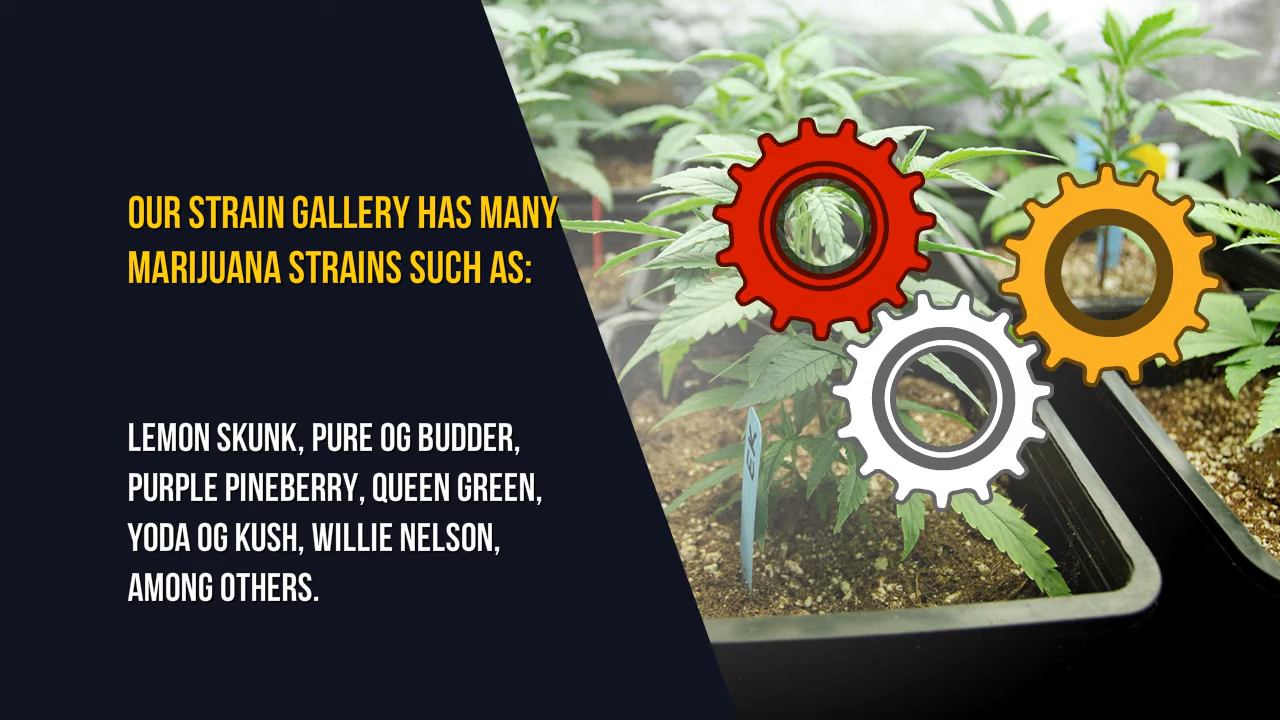 OUR STRAIN GALLERY HAS MANY
MARIJUANA STRAINS SUCH AS:
LEMON SKUNK, PURE OG BUDDER,
PURPLE PINEBERRY, QUEEN GREEN,
YODA OG KUSH, WILLIE NELSON,
AMONG OTHERS.